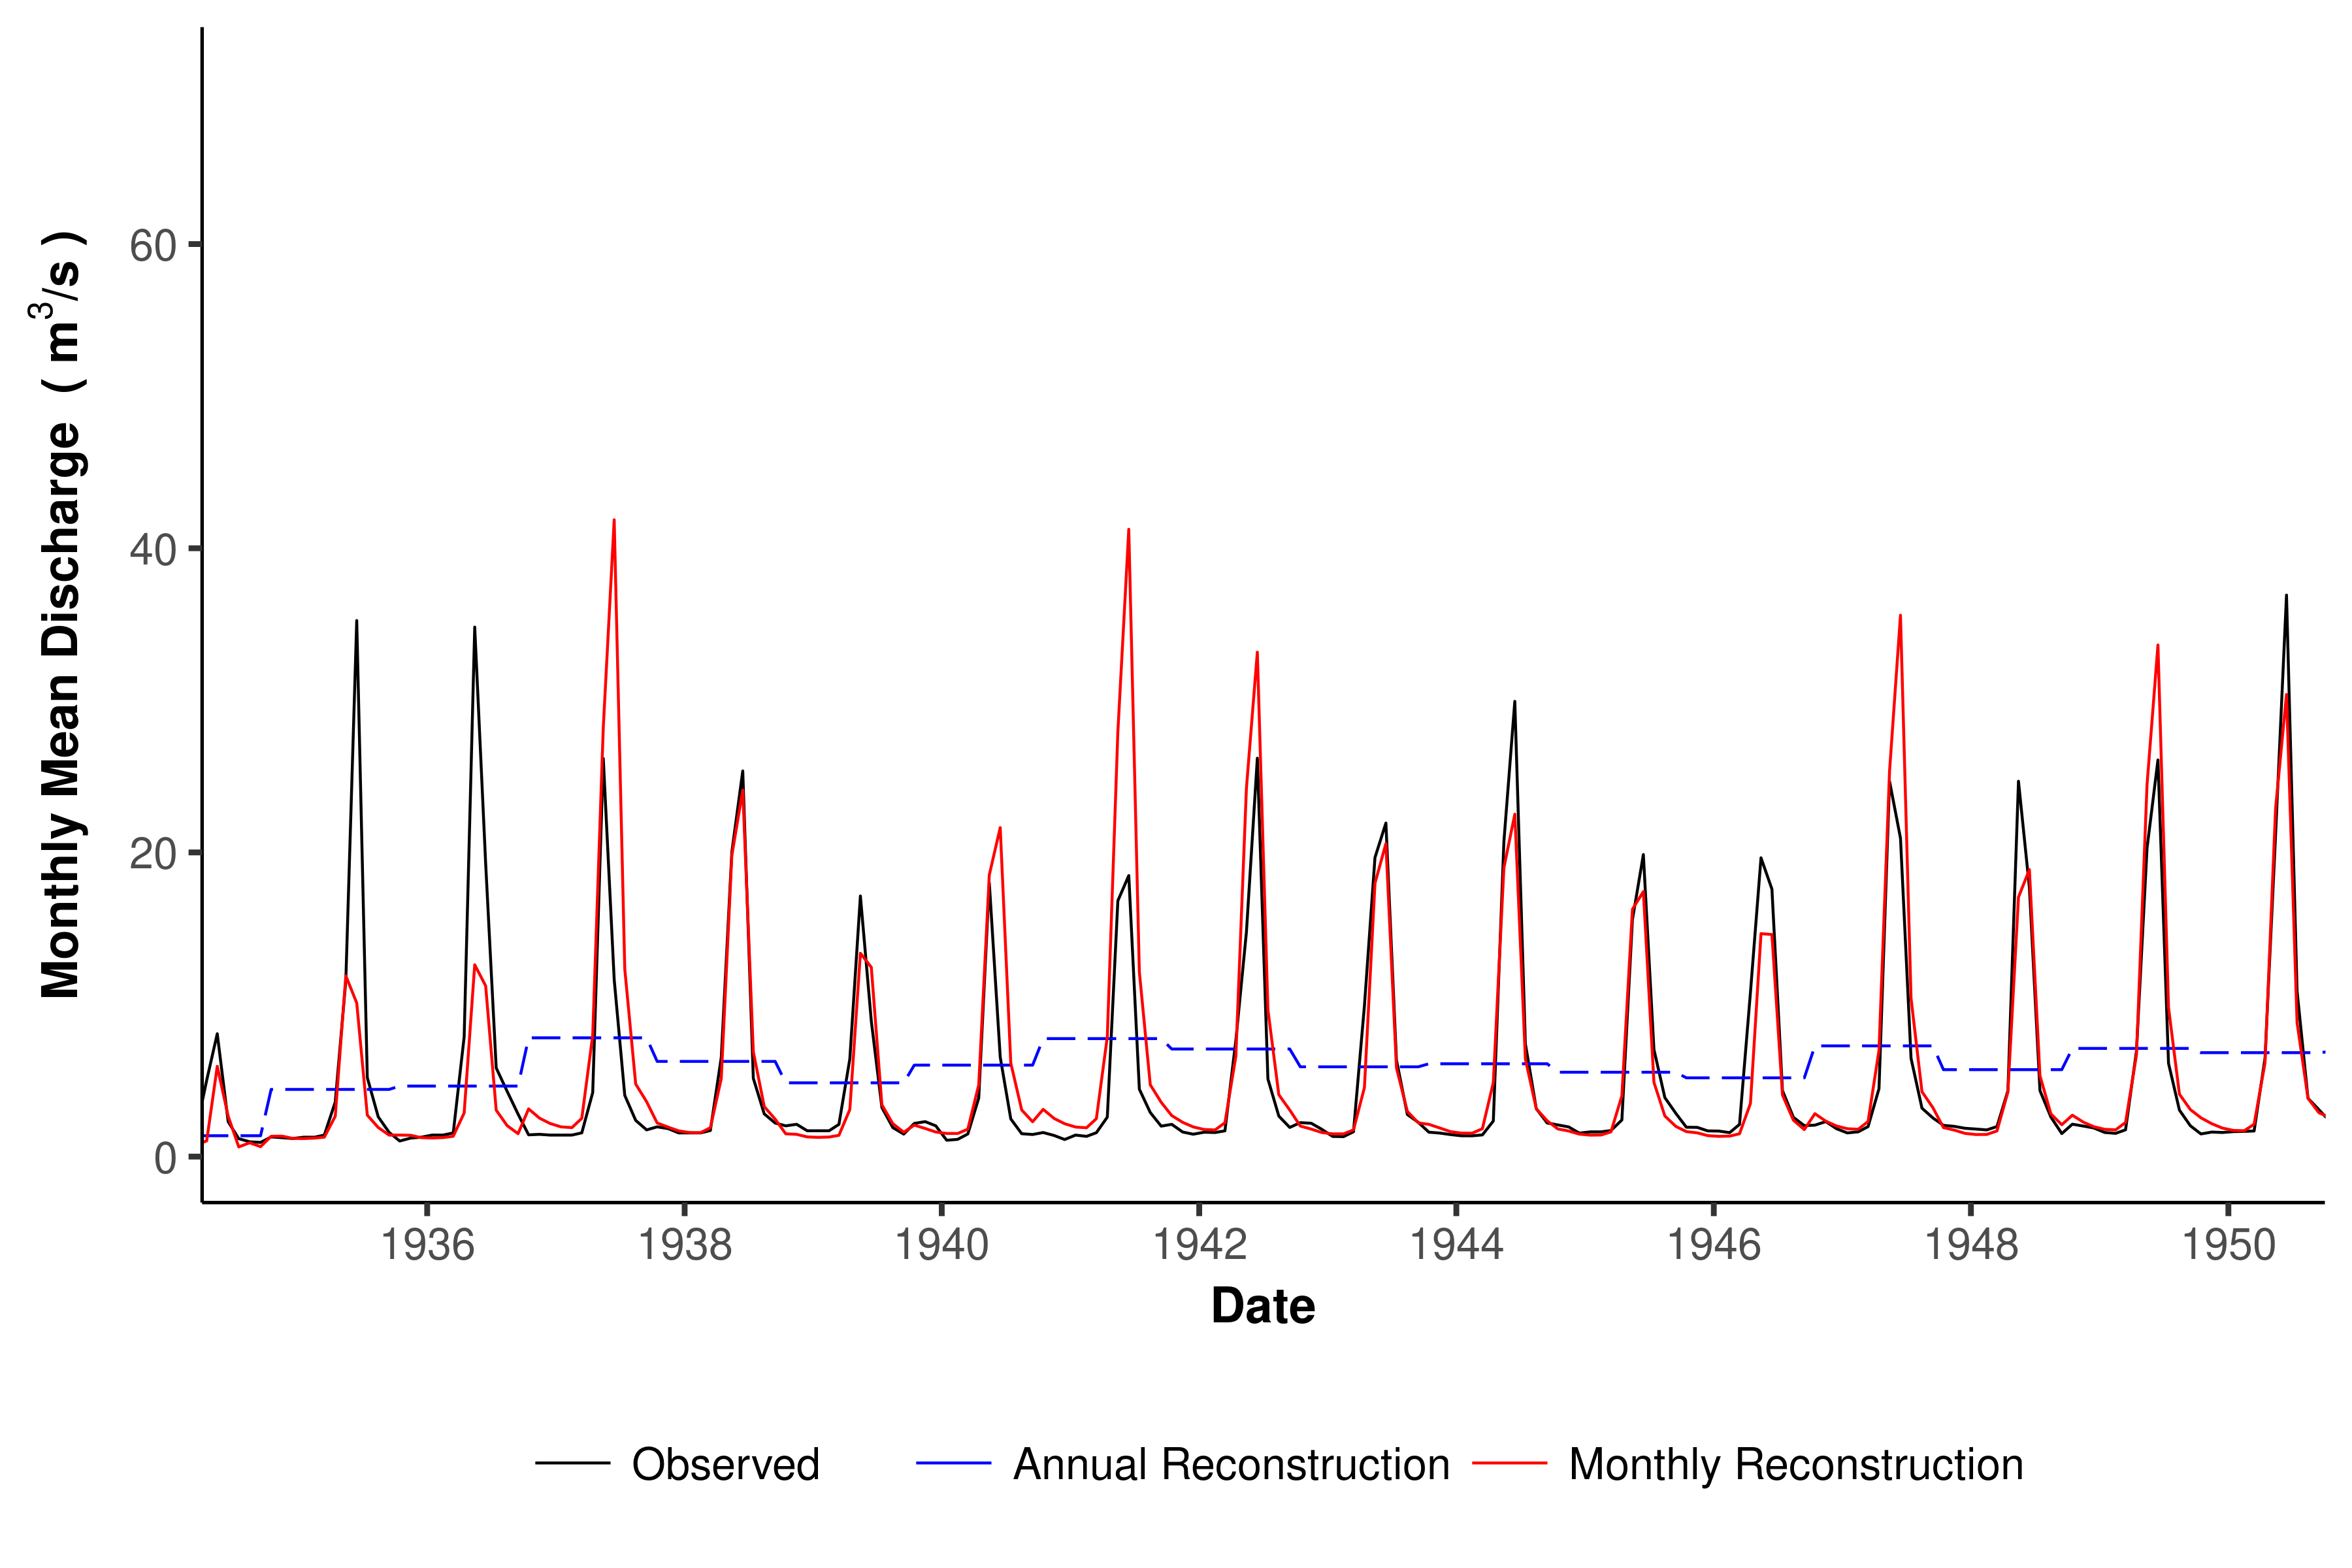 Monthly Mean Discharge ( m³/s )
60
40
20
0
1936 1938 1940 1942 1944 1946 1948 1950
Date
Observed Annual Reconstruction Monthly Reconstruction